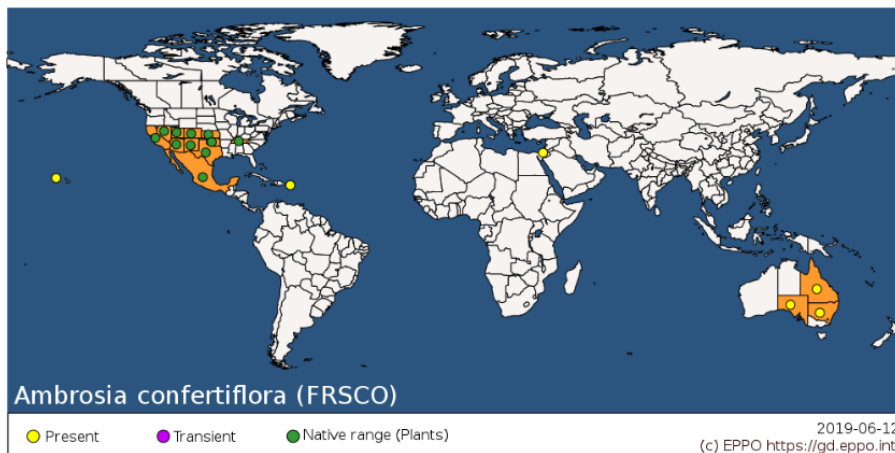 Ambrosia confertiflora (FRSCO)
Present
Transient
Native range (Plants)
2019-06-12
(c) EPPO https://gd.eppo.int